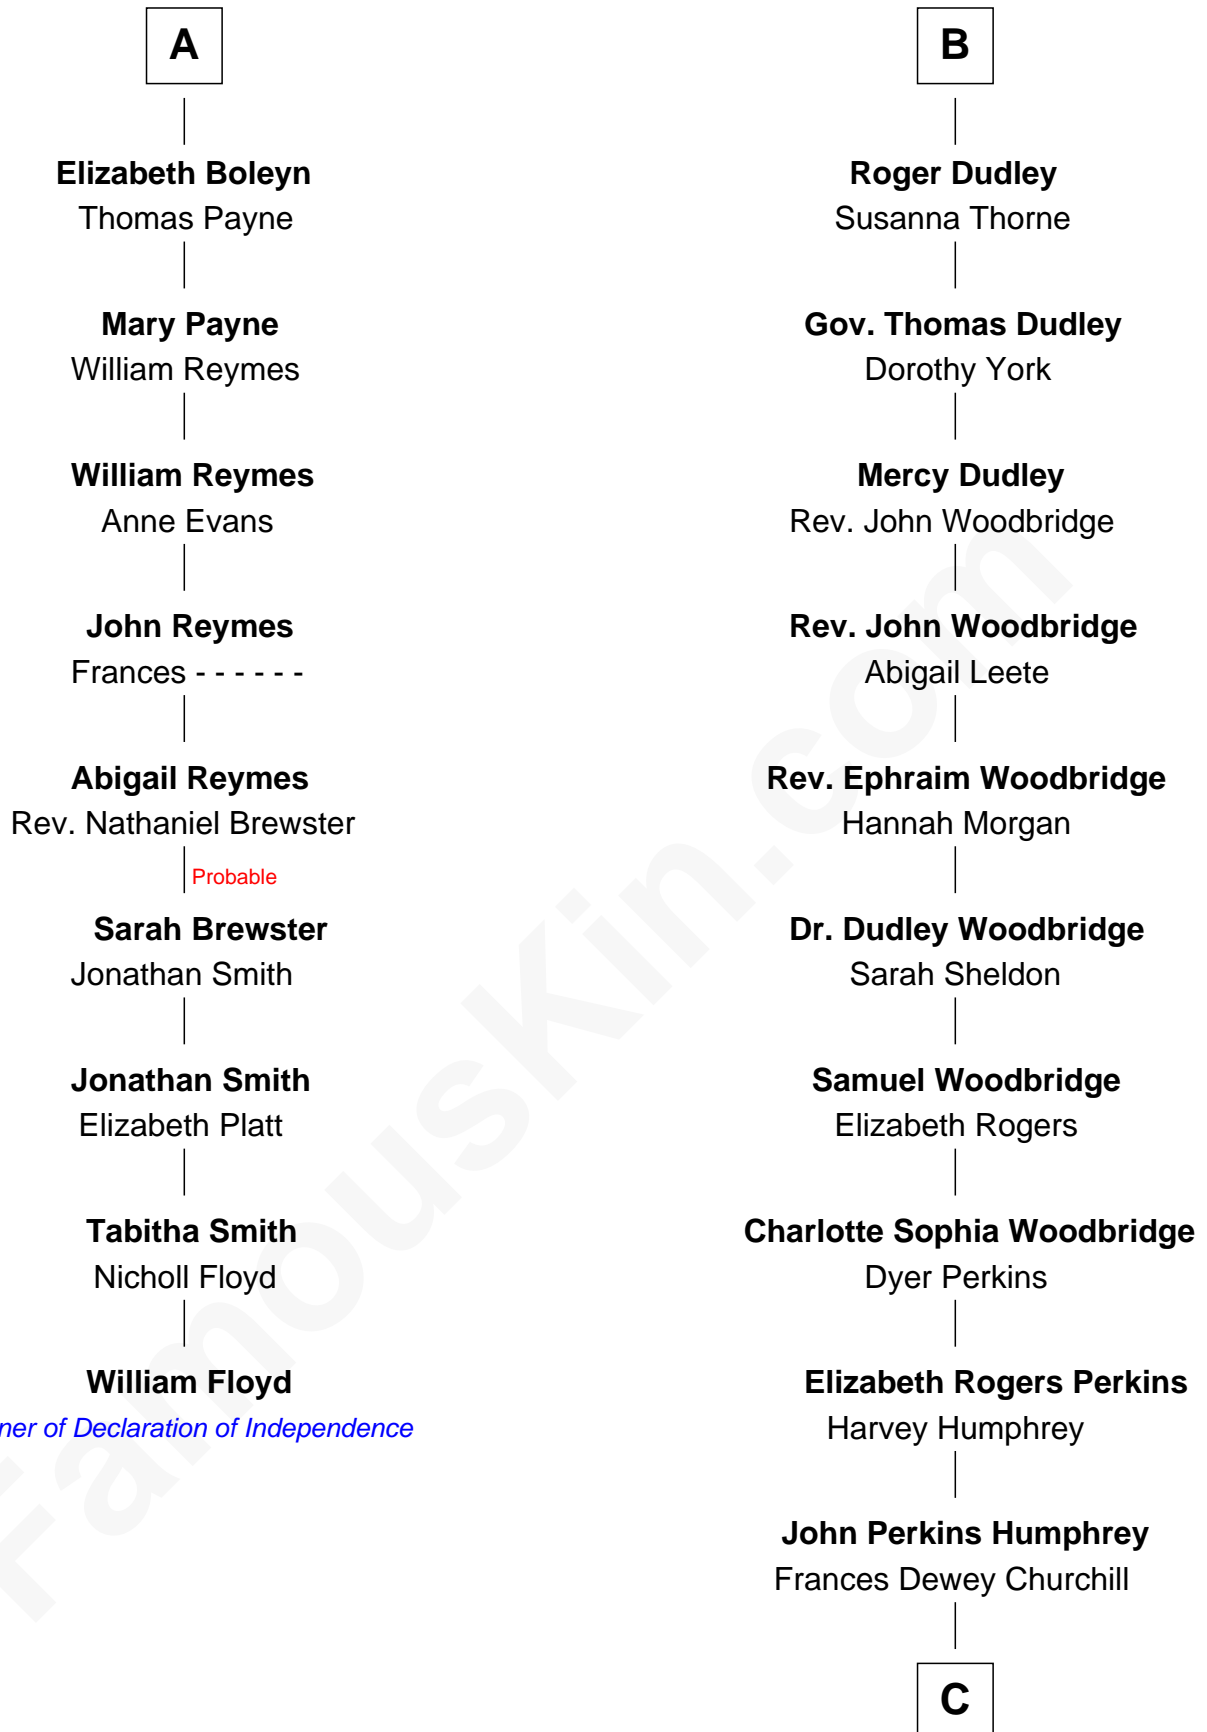 A
Elizabeth Boleyn
Thomas Payne
Mary Payne
William Reymes
William Reymes
Anne Evans
John Reymes
Frances - - - - - -
Abigail Reymes
Rev. Nathaniel Brewster
Probable
Sarah Brewster
Jonathan Smith
Jonathan Smith
Elizabeth Platt
Tabitha Smith
Nicholl Floyd
William Floyd
ner of Declaration of Independence
B
Roger Dudley
Susanna Thorne
Gov. Thomas Dudley
Dorothy York
Mercy Dudley
Rev. John Woodbridge
Rev. John Woodbridge
Abigail Leete
Rev. Ephraim Woodbridge
Hannah Morgan
Dr. Dudley Woodbridge
Sarah Sheldon
Samuel Woodbridge
Elizabeth Rogers
Charlotte Sophia Woodbridge
Dyer Perkins
Elizabeth Rogers Perkins
Harvey Humphrey
John Perkins Humphrey
Frances Dewey Churchill
C
FamousKin.com